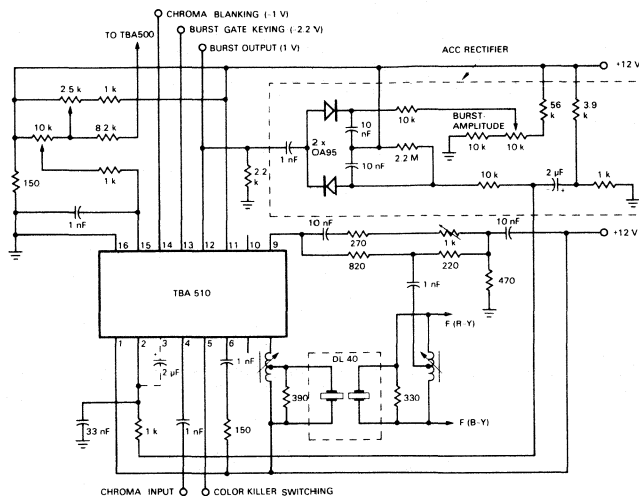 CHROMA BLANKING (-1 V)
BURST GATE KEYING (-2.2 V)
TO TBA500
BURST OUTPUT (1 V)
ACC RECTIFIER
+12 V
2.5 k
1 k
10 k
8.2 k
1 k
150
1 nF
1 nF
2 x
OA95
2.2
k
10
nF
10 nF
10 k
2.2 M
BURST-
AMPLITUDE
10 k
10 k
56
k
3.9
k
10 k
2 µF
- +
1 k
16
15
14
13
12
11
10
9
10 nF
270
1 k
10 nF
+12 V
820
220
470
1 nF
TBA 510
1
2
3
4
5
6
7
8
+
2 µF
1 nF
F (R-Y)
DL 40
390
330
F (B-Y)
33 nF
1 k
1 nF
150
CHROMA INPUT
COLOR KILLER SWITCHING